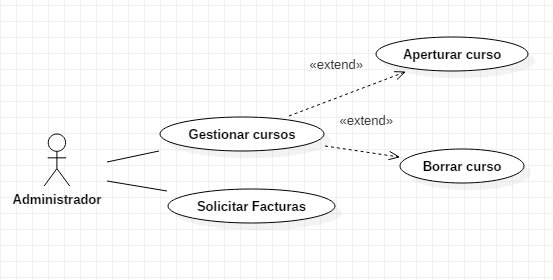 Aperturar curso
«extend»
Gestionar cursos
«extend»
Borrar curso
Administrador
Solicitar Facturas